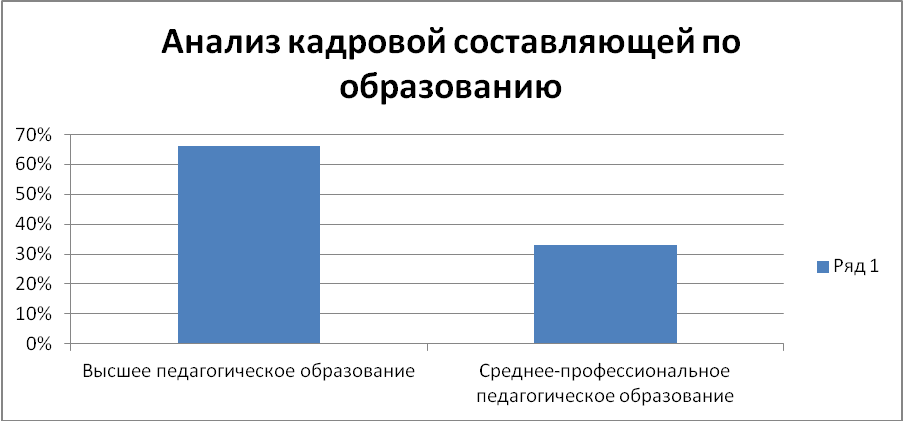 Анализ кадровой составляющей по
образованию
70%
60%
50%
40%
30%
20%
10%
0%
Высшее педагогическое образование
Среднее-профессиональное
педагогическое образование
Ряд 1